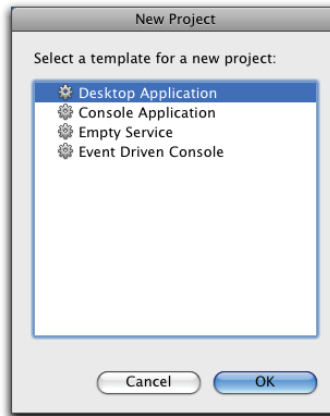 New Project
Select a template for a new project:
Desktop Application
Console Application
Empty Service
Event Driven Console
Cancel OK